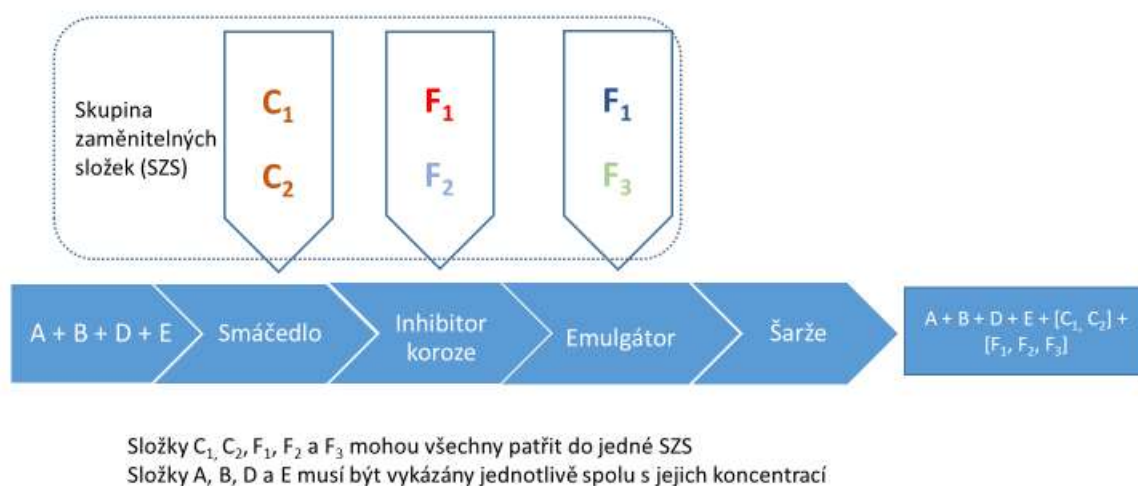 Skupina
zaměnitelných
složek (SZS)
C₁
C₂
F₁
F₂
F₁
F₃
A + B + D + E
Smáčedlo
Inhibitor
koroze
Emulgátor
Šarže
A + B + D + E + [C₁, C₂] +
[F₁, F₂, F₃]
Složky C₁, C₂, F₁, F₂ a F₃ mohou všechny patřit do jedné SZS
Složky A, B, D a E musí být vykázány jednotlivě spolu s jejich koncentrací